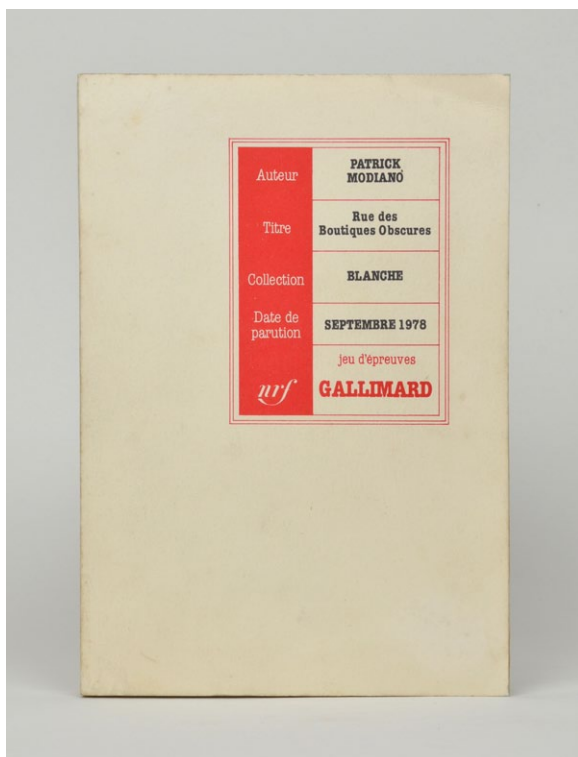 Auteur
PATRICK
MODIANO
Titre
Rue des
Boutiques Obscures
Collection
BLANCHE
Date de
parution
SEPTEMBRE 1978
jeu d'épreuves
nrf
GALLIMARD